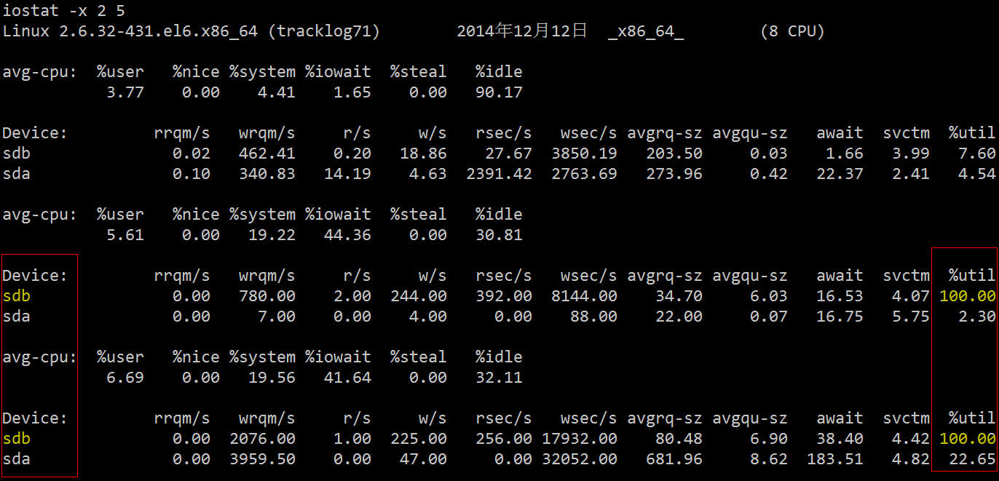 iostat -x 2 5
Linux 2.6.32-431.el6.x86_64 (tracklog71) 2014年12月12日 _x86_64_ (8 CPU)
avg-cpu: %user %nice %system %iowait %steal %idle
3.77 0.00 4.41 1.65 0.00 90.17
Device: rrqm/s wrqm/s r/s w/s rsec/s wsec/s avgrq-sz avgqu-sz await svctm %util
sdb 0.02 462.41 0.20 18.86 27.67 3850.19 203.50 0.03 1.66 3.99 7.60
sda 0.10 340.83 14.19 4.63 2391.42 2763.69 273.96 0.42 22.37 2.41 4.54
avg-cpu: %user %nice %system %iowait %steal %idle
5.61 0.00 19.22 44.36 0.00 30.81
Device: rrqm/s wrqm/s r/s w/s rsec/s wsec/s avgrq-sz avgqu-sz await svctm %util
sdb 0.00 780.00 2.00 244.00 392.00 8144.00 34.70 6.03 16.53 4.07 100.00
sda 0.00 7.00 0.00 4.00 0.00 88.00 22.00 0.07 16.75 5.75 2.30
avg-cpu: %user %nice %system %iowait %steal %idle
6.69 0.00 19.56 41.64 0.00 32.11
Device: rrqm/s wrqm/s r/s w/s rsec/s wsec/s avgrq-sz avgqu-sz await svctm %util
sdb 0.00 2076.00 1.00 225.00 256.00 17932.00 80.48 6.90 38.40 4.42 100.00
sda 0.00 3959.50 0.00 47.00 0.00 32052.00 681.96 8.62 183.51 4.82 22.65